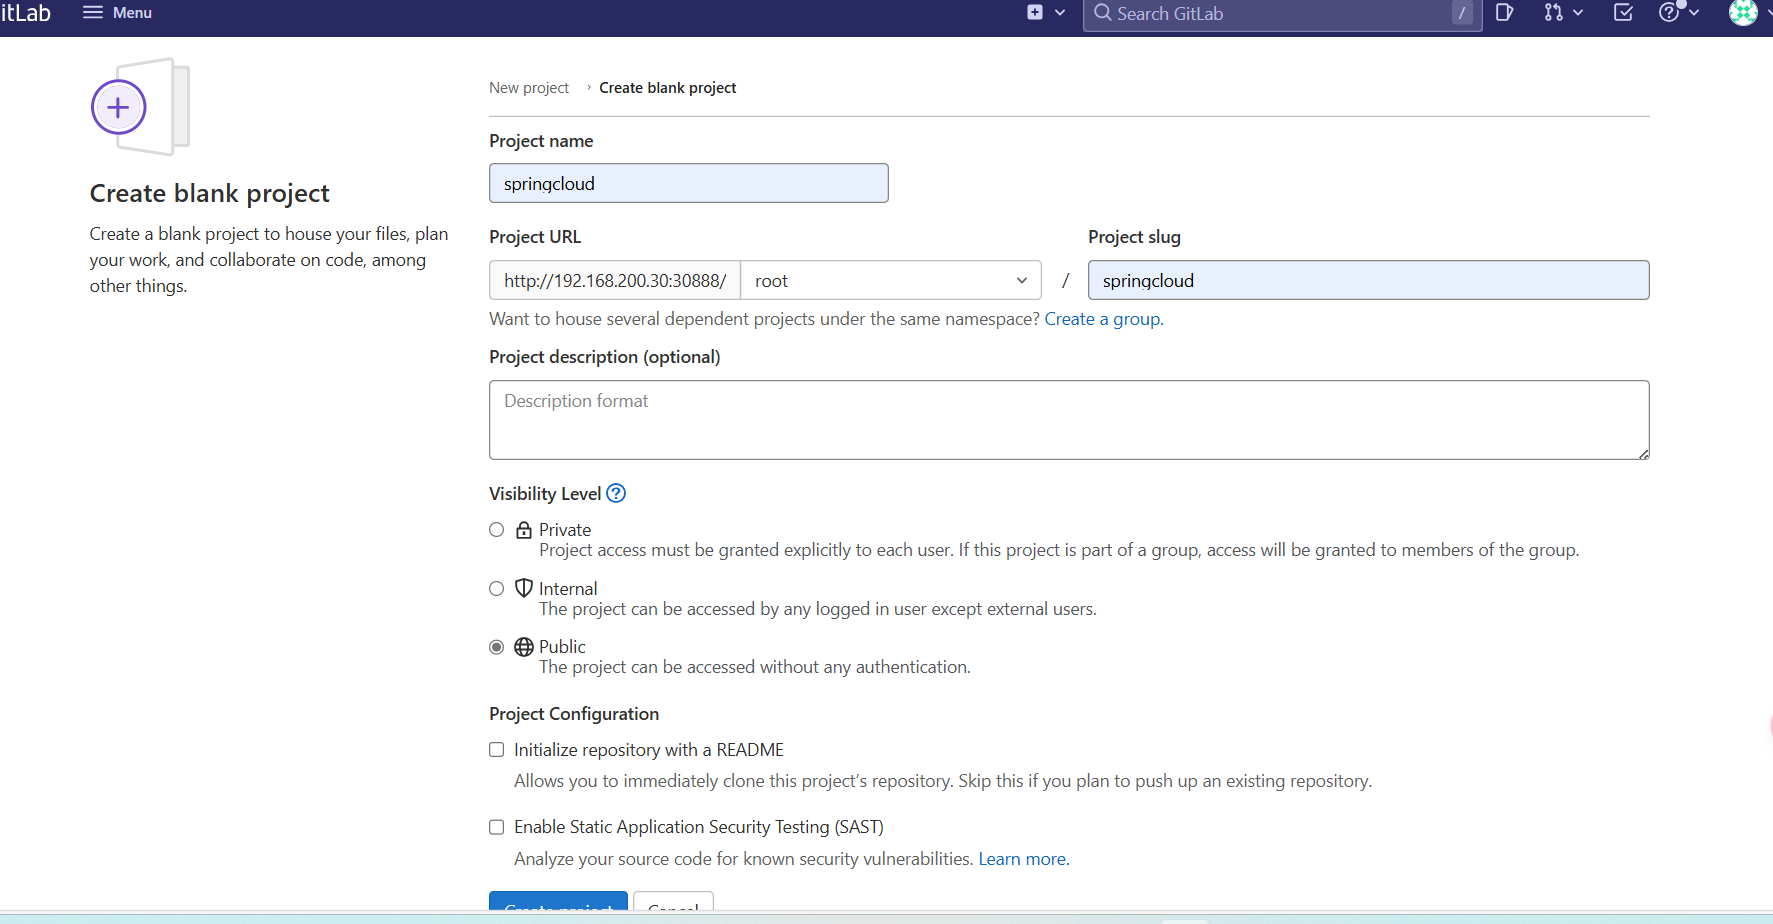 itLab Menu Search GitLab /
New project › Create blank project
Project name
springcloud
Create blank project
Create a blank project to house your files, plan
your work, and collaborate on code, among
other things.
Project URL
Project slug
http://192.168.200.30:30888/ root / springcloud
Want to house several dependent projects under the same namespace? Create a group.
Project description (optional)
Description format
Visibility Level ?
Private
Project access must be granted explicitly to each user. If this project is part of a group, access will be granted to members of the group.
Internal
The project can be accessed by any logged in user except external users.
Public
The project can be accessed without any authentication.
Project Configuration
Initialize repository with a README
Allows you to immediately clone this project’s repository. Skip this if you plan to push up an existing repository.
Enable Static Application Security Testing (SAST)
Analyze your source code for known security vulnerabilities. Learn more.
Create project Cancel